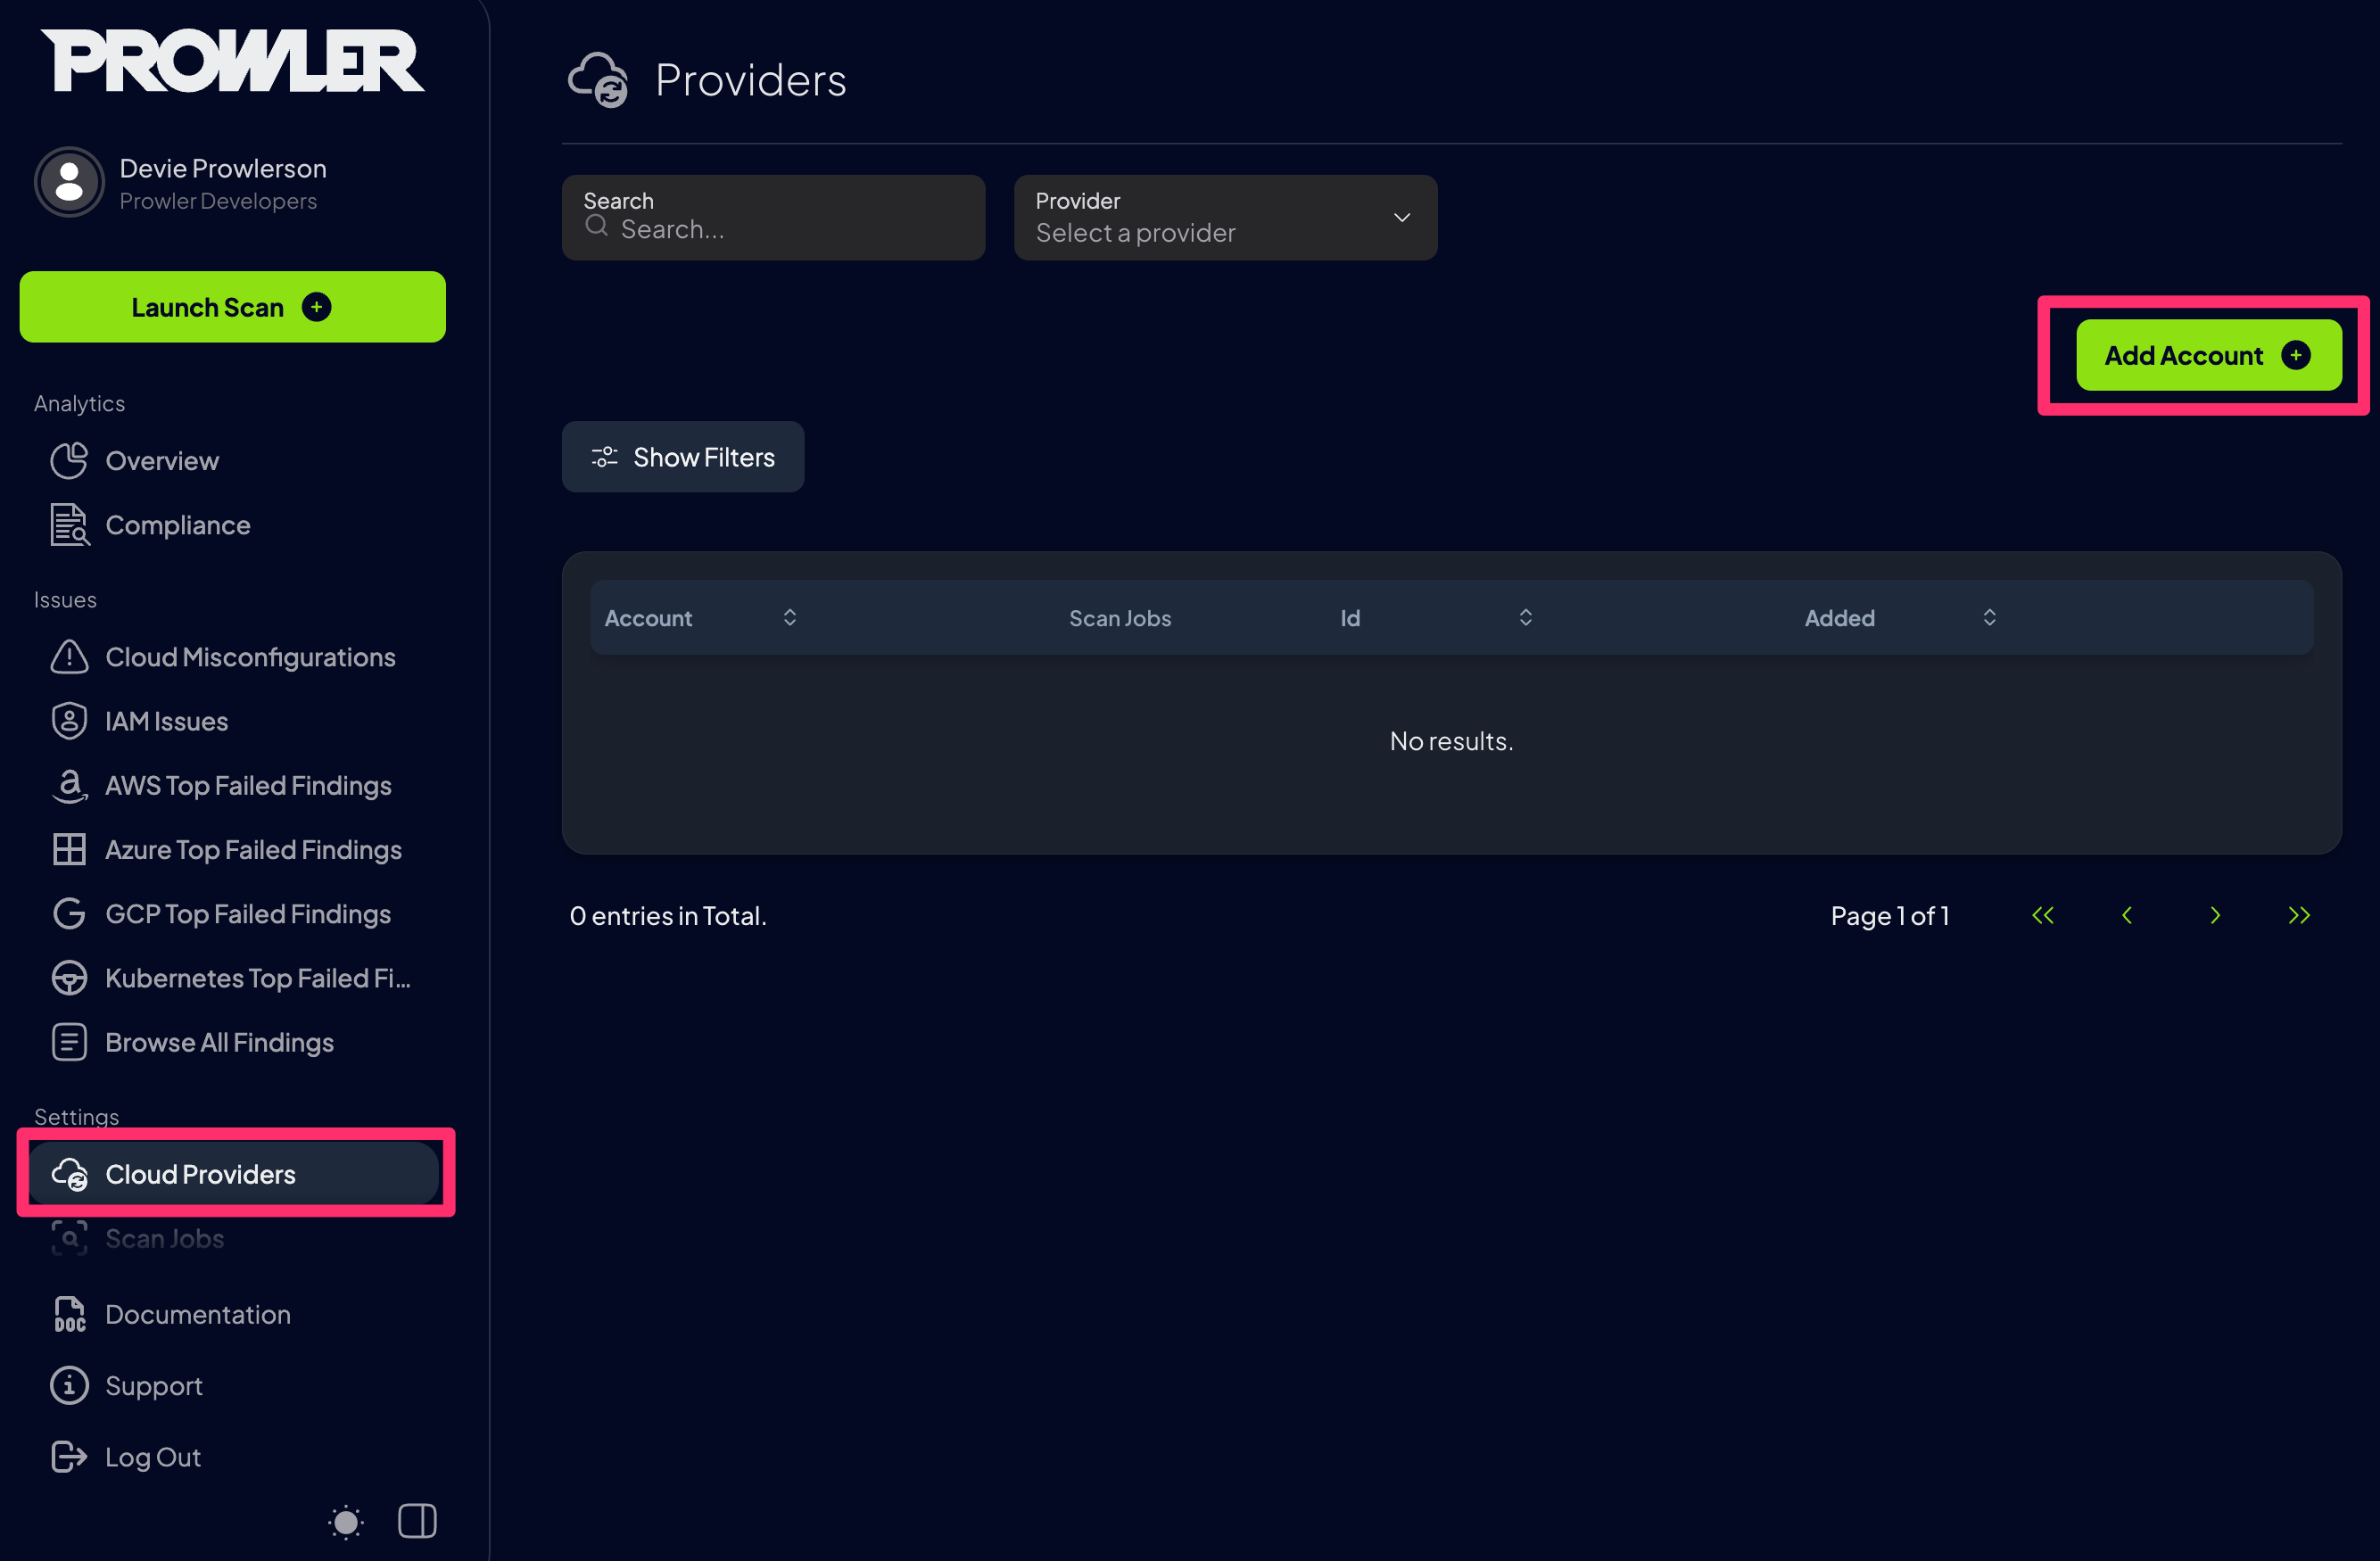 PROWLER
Devie Prowlerson
Prowler Developers
Launch Scan
Analytics
Overview
Compliance
Issues
Cloud Misconfigurations
IAM Issues
AWS Top Failed Findings
Azure Top Failed Findings
GCP Top Failed Findings
Kubernetes Top Failed Fi...
Browse All Findings
Settings
Cloud Providers
Scan Jobs
DOC Documentation
Support
Log Out
Providers
Search
Search...
Provider
Select a provider
Add Account
Show Filters
Account Scan Jobs Id Added
No results.
0 entries in Total. Page 1 of 1